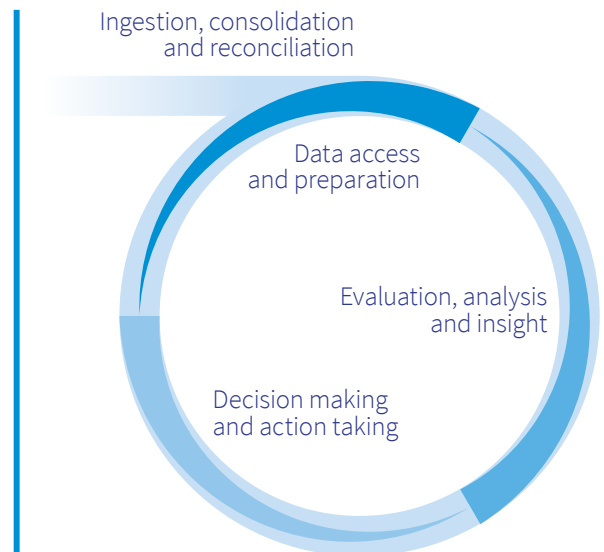 Ingestion, consolidation
and reconciliation
Data access
and preparation
Evaluation, analysis
and insight
Decision making
and action taking